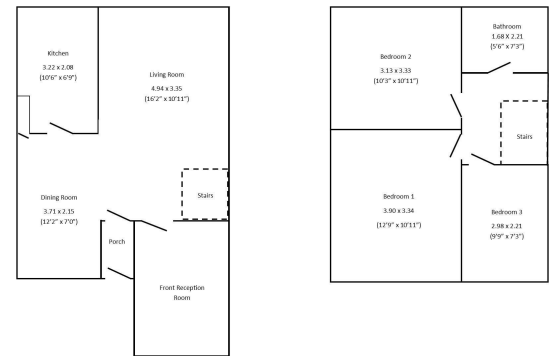 Kitchen
3.22 x 2.08
(10'6" x 6'9")
Living Room
4.94 x 3.35
(16'2" x 10'11")
Stairs
Dining Room
3.71 x 2.15
(12'2" x 7'0")
Porch
Front Reception
Room
Bathroom
1.68 X 2.21
(5'6" x 7'3")
Bedroom 2
3.13 x 3.33
(10'3" x 10'11")
Stairs
Bedroom 1
3.90 x 3.34
(12'9" x 10'11")
Bedroom 3
2.98 x 2.21
(9'9" x 7'3")